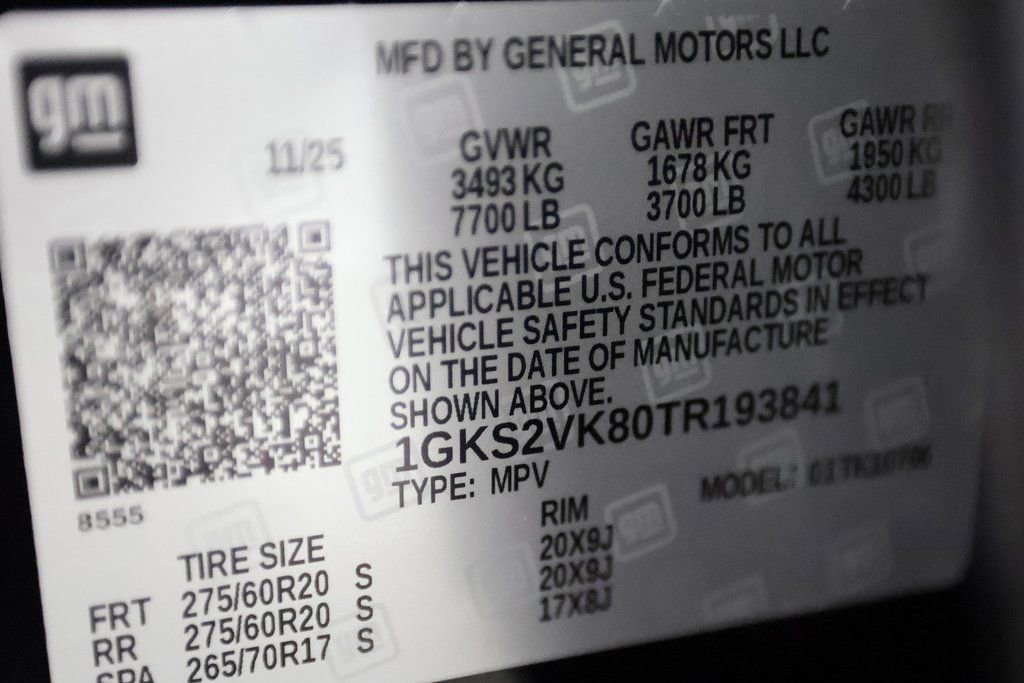 gm
MFD BY GENERAL MOTORS LLC
11/25
GVWR GAWR FRT GAWR
3493 KG 1678 KG 1950 KG
7700 LB 3700 LB 4300 LB
THIS VEHICLE CONFORMS TO ALL
APPLICABLE U.S. FEDERAL MOTOR
VEHICLE SAFETY STANDARDS IN EFFECT
ON THE DATE OF MANUFACTURE
SHOWN ABOVE.
1GKS2VK80TR193841
TYPE: MPV MODEL:
8555
TIRE SIZE RIM
FRT 275/60R20 S 20X9J
RR 275/60R20 S 20X9J
SPA 265/70R17 S 17X8J